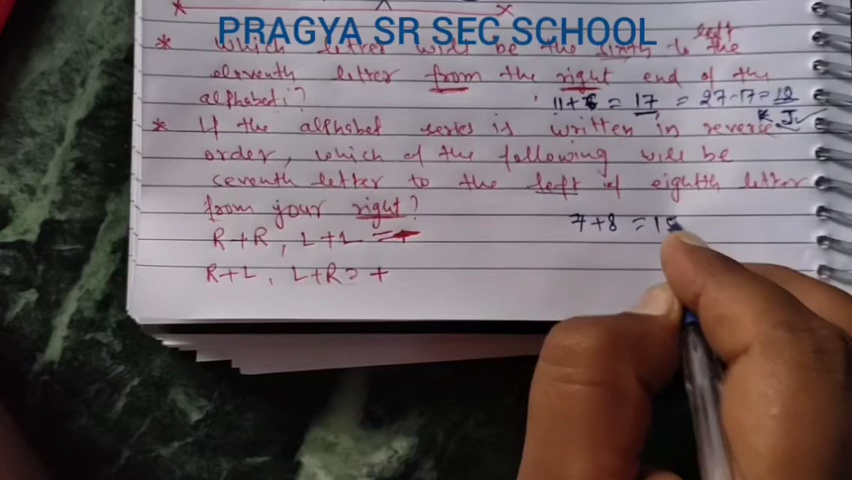 PRAGYA SR SEC SCHOOL
left
* Which letter will be the sixth to the
eleventh letter from the right end of the
alphabet?
11+6 = 17 = 27-17=10
J ✓
* If the alphabet series is written in reverse
order, which of the following will be
seventh letter to the left of eighth letter
from your right?
7+8 = 15
R+R, L+L =
R+L, L+R = +